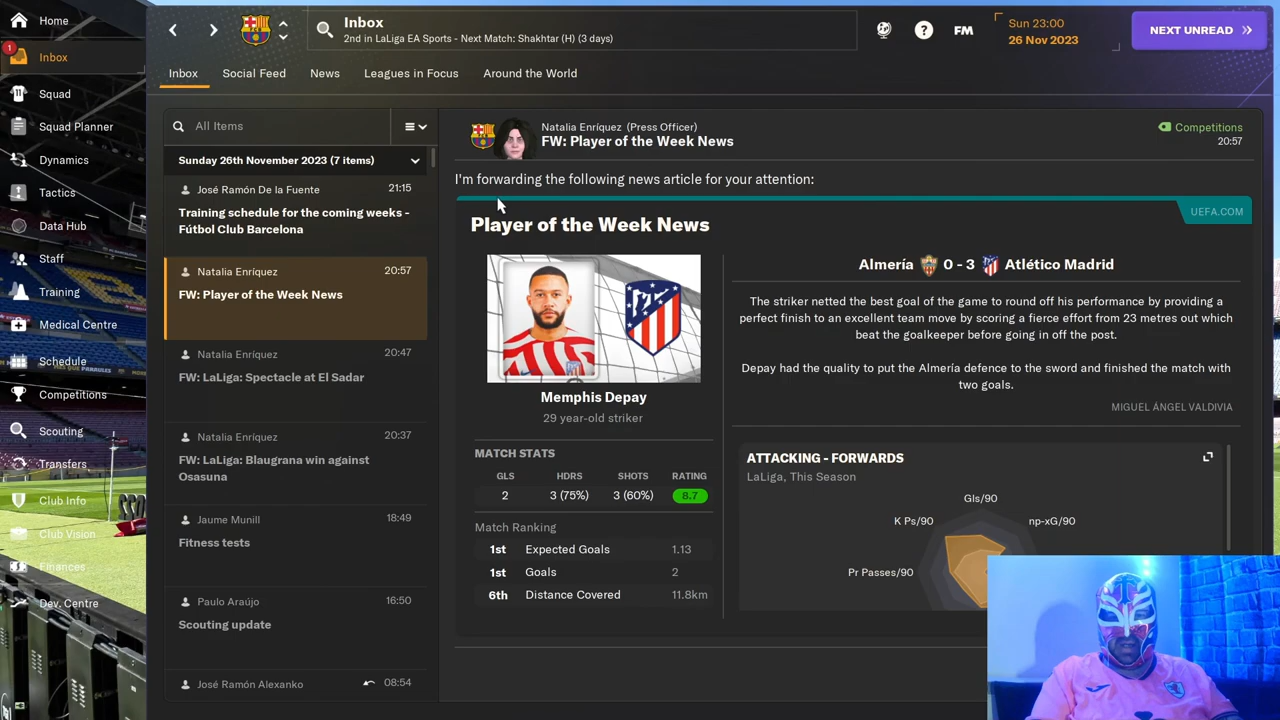 Home
1
Inbox
Squad
Squad Planner
Dynamics
Tactics
Data Hub
Staff
Training
Medical Centre
Schedule
Competitions
Scouting
Transfers
Club Info
Club Vision
Finances
Dev. Centre
Inbox
2nd in LaLiga EA Sports - Next Match: Shakhtar (H) (3 days)
?
FM
Sun 23:00
26 Nov 2023
NEXT UNREAD
Inbox
Social Feed
News
Leagues in Focus
Around the World
All Items
Sunday 26th November 2023 (7 items)
José Ramón De la Fuente 21:15
Training schedule for the coming weeks -
Fútbol Club Barcelona
Natalia Enríquez 20:57
FW: Player of the Week News
Natalia Enríquez 20:47
FW: LaLiga: Spectacle at El Sadar
Natalia Enríquez 20:37
FW: LaLiga: Blaugrana win against
Osasuna
Jaume Munill 18:49
Fitness tests
Paulo Araújo 16:50
Scouting update
José Ramón Alexanko 08:54
Natalia Enríquez (Press Officer)
FW: Player of the Week News
Competitions
20:57
I'm forwarding the following news article for your attention:
UEFA.COM
Player of the Week News
Memphis Depay
29 year-old striker
MATCH STATS
GLS HDRS SHOTS RATING
2 3 (75%) 3 (60%) 8.7
Match Ranking
1st Expected Goals 1.13
1st Goals 2
6th Distance Covered 11.8km
Almería 0 - 3 Atlético Madrid
The striker netted the best goal of the game to round off his performance by providing a
perfect finish to an excellent team move by scoring a fierce effort from 23 metres out which
beat the goalkeeper before going in off the post.
Depay had the quality to put the Almería defence to the sword and finished the match with
two goals.
MIGUEL ÁNGEL VALDIVIA
ATTACKING - FORWARDS
LaLiga, This Season
Gls/90
K Ps/90
np-xG/90
Pr Passes/90